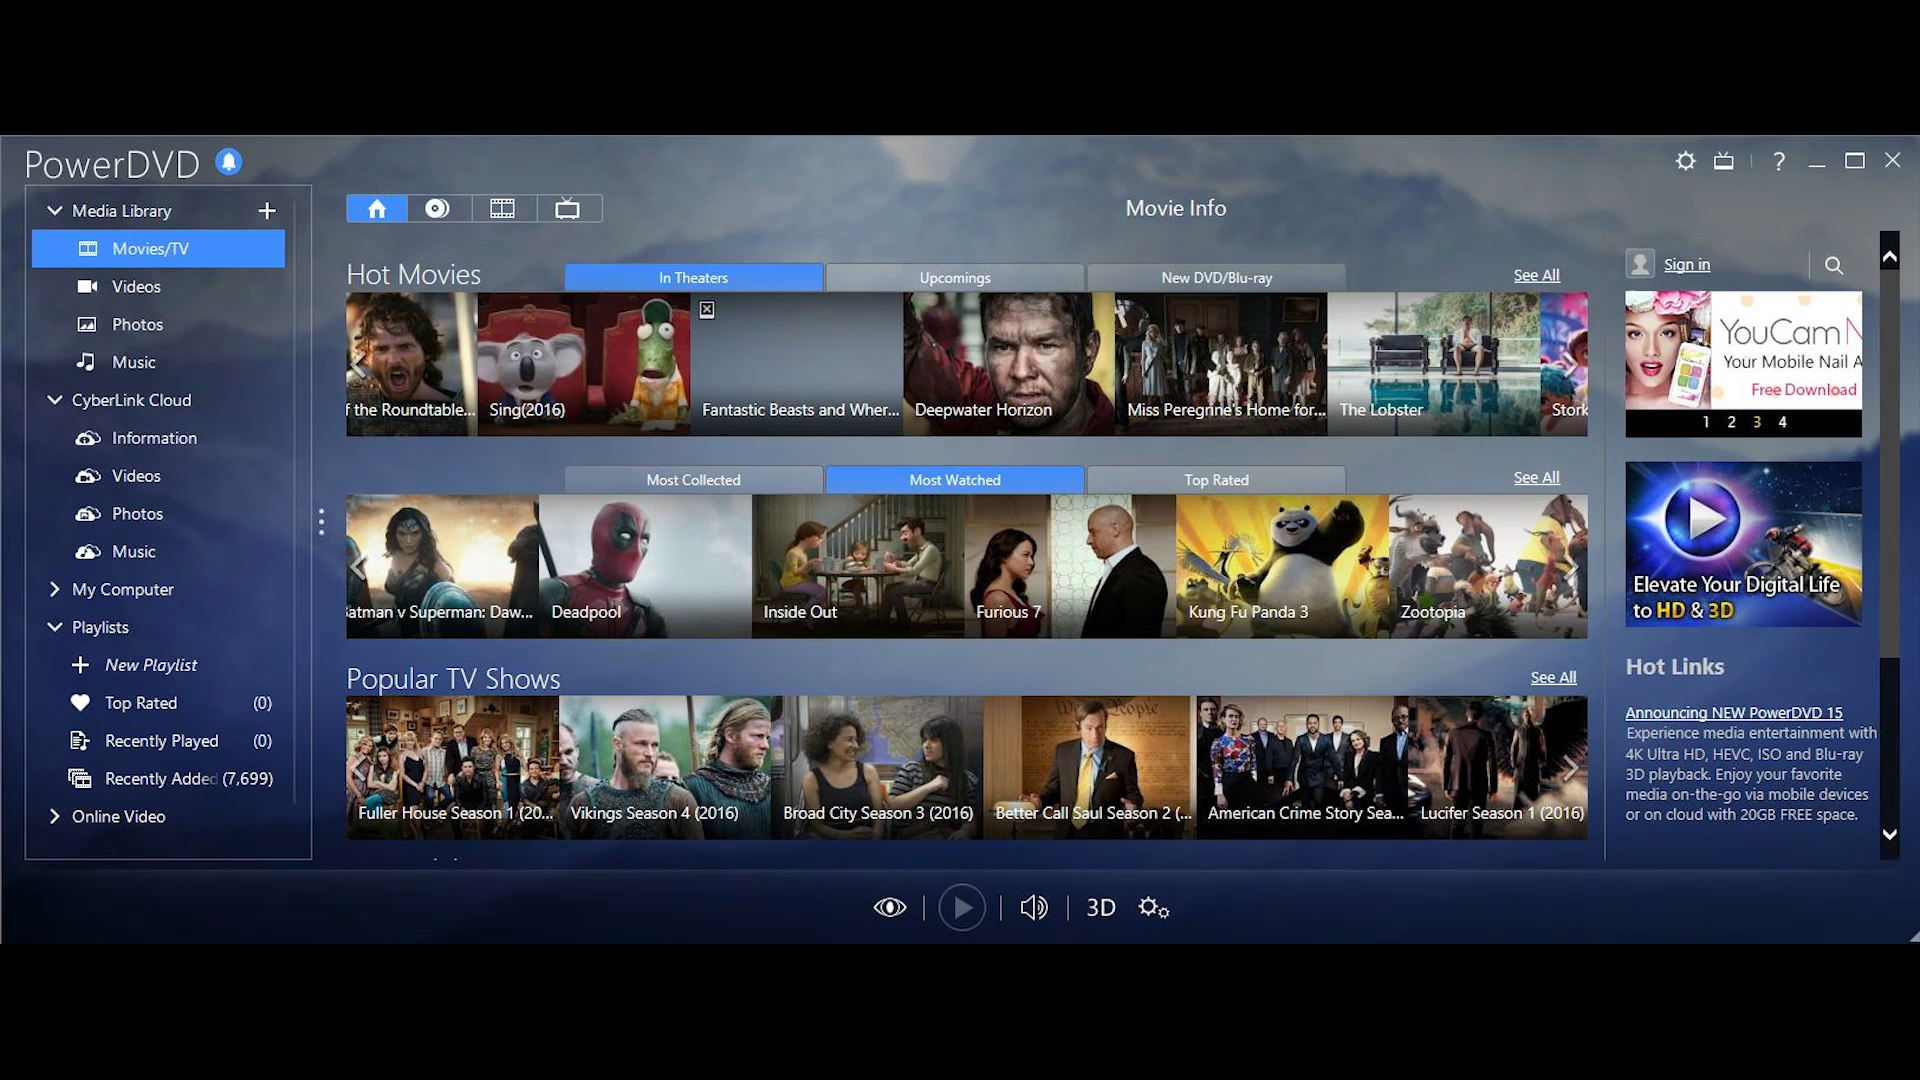 PowerDVD
Media Library
Movies/TV
Videos
Photos
Music
CyberLink Cloud
Information
Videos
Photos
Music
My Computer
Playlists
New Playlist
Top Rated (0)
Recently Played (0)
Recently Added (7,699)
Online Video
Movie Info
Hot Movies
In Theaters
Upcomings
New DVD/Blu-ray
See All
f the Roundtable...
Sing(2016)
Fantastic Beasts and Wher...
Deepwater Horizon
Miss Peregrine's Home for...
The Lobster
Stork
Most Collected
Most Watched
Top Rated
See All
Batman v Superman: Daw...
Deadpool
Inside Out
Furious 7
Kung Fu Panda 3
Zootopia
Popular TV Shows
See All
Fuller House Season 1 (20...
Vikings Season 4 (2016)
Broad City Season 3 (2016)
We People
Better Call Saul Season 2 (...
American Crime Story Sea...
Lucifer Season 1 (2016)
?
Sign in
YouCam N
Your Mobile Nail A
Free Download
1 2 3 4
Elevate Your Digital Life
to HD & 3D
Hot Links
Announcing NEW PowerDVD 15
Experience media entertainment with
4K Ultra HD, HEVC, ISO and Blu-ray
3D playback. Enjoy your favorite
media on-the-go via mobile devices
or on cloud with 20GB FREE space.
3D